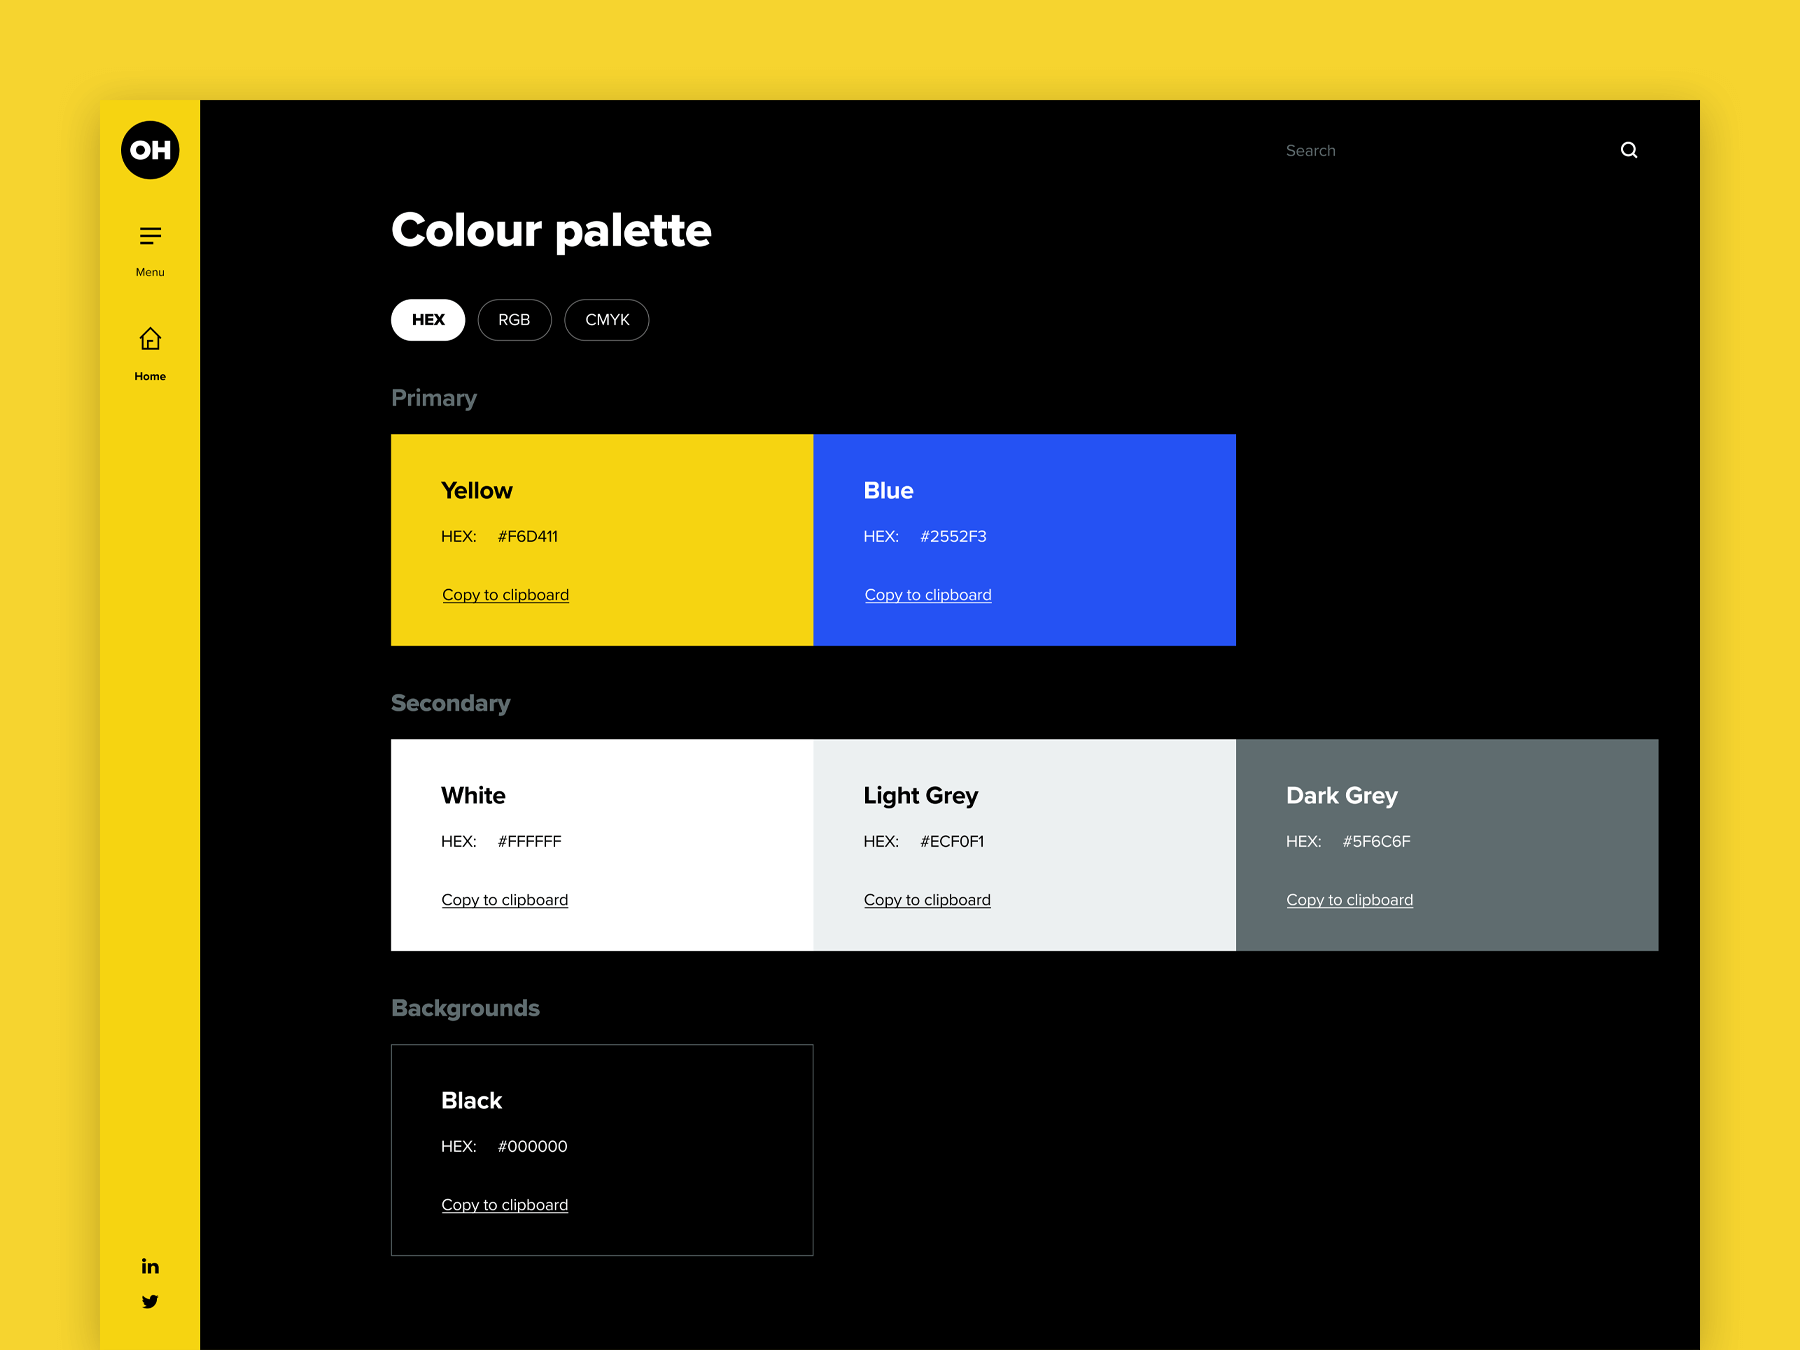 OH
Search
Menu
Home
Colour palette
HEX RGB CMYK
Primary
Yellow
HEX: #F6D411
Copy to clipboard
Blue
HEX: #2552F3
Copy to clipboard
Secondary
White
HEX: #FFFFFF
Copy to clipboard
Light Grey
HEX: #ECF0F1
Copy to clipboard
Dark Grey
HEX: #5F6C6F
Copy to clipboard
Backgrounds
Black
HEX: #000000
Copy to clipboard
in